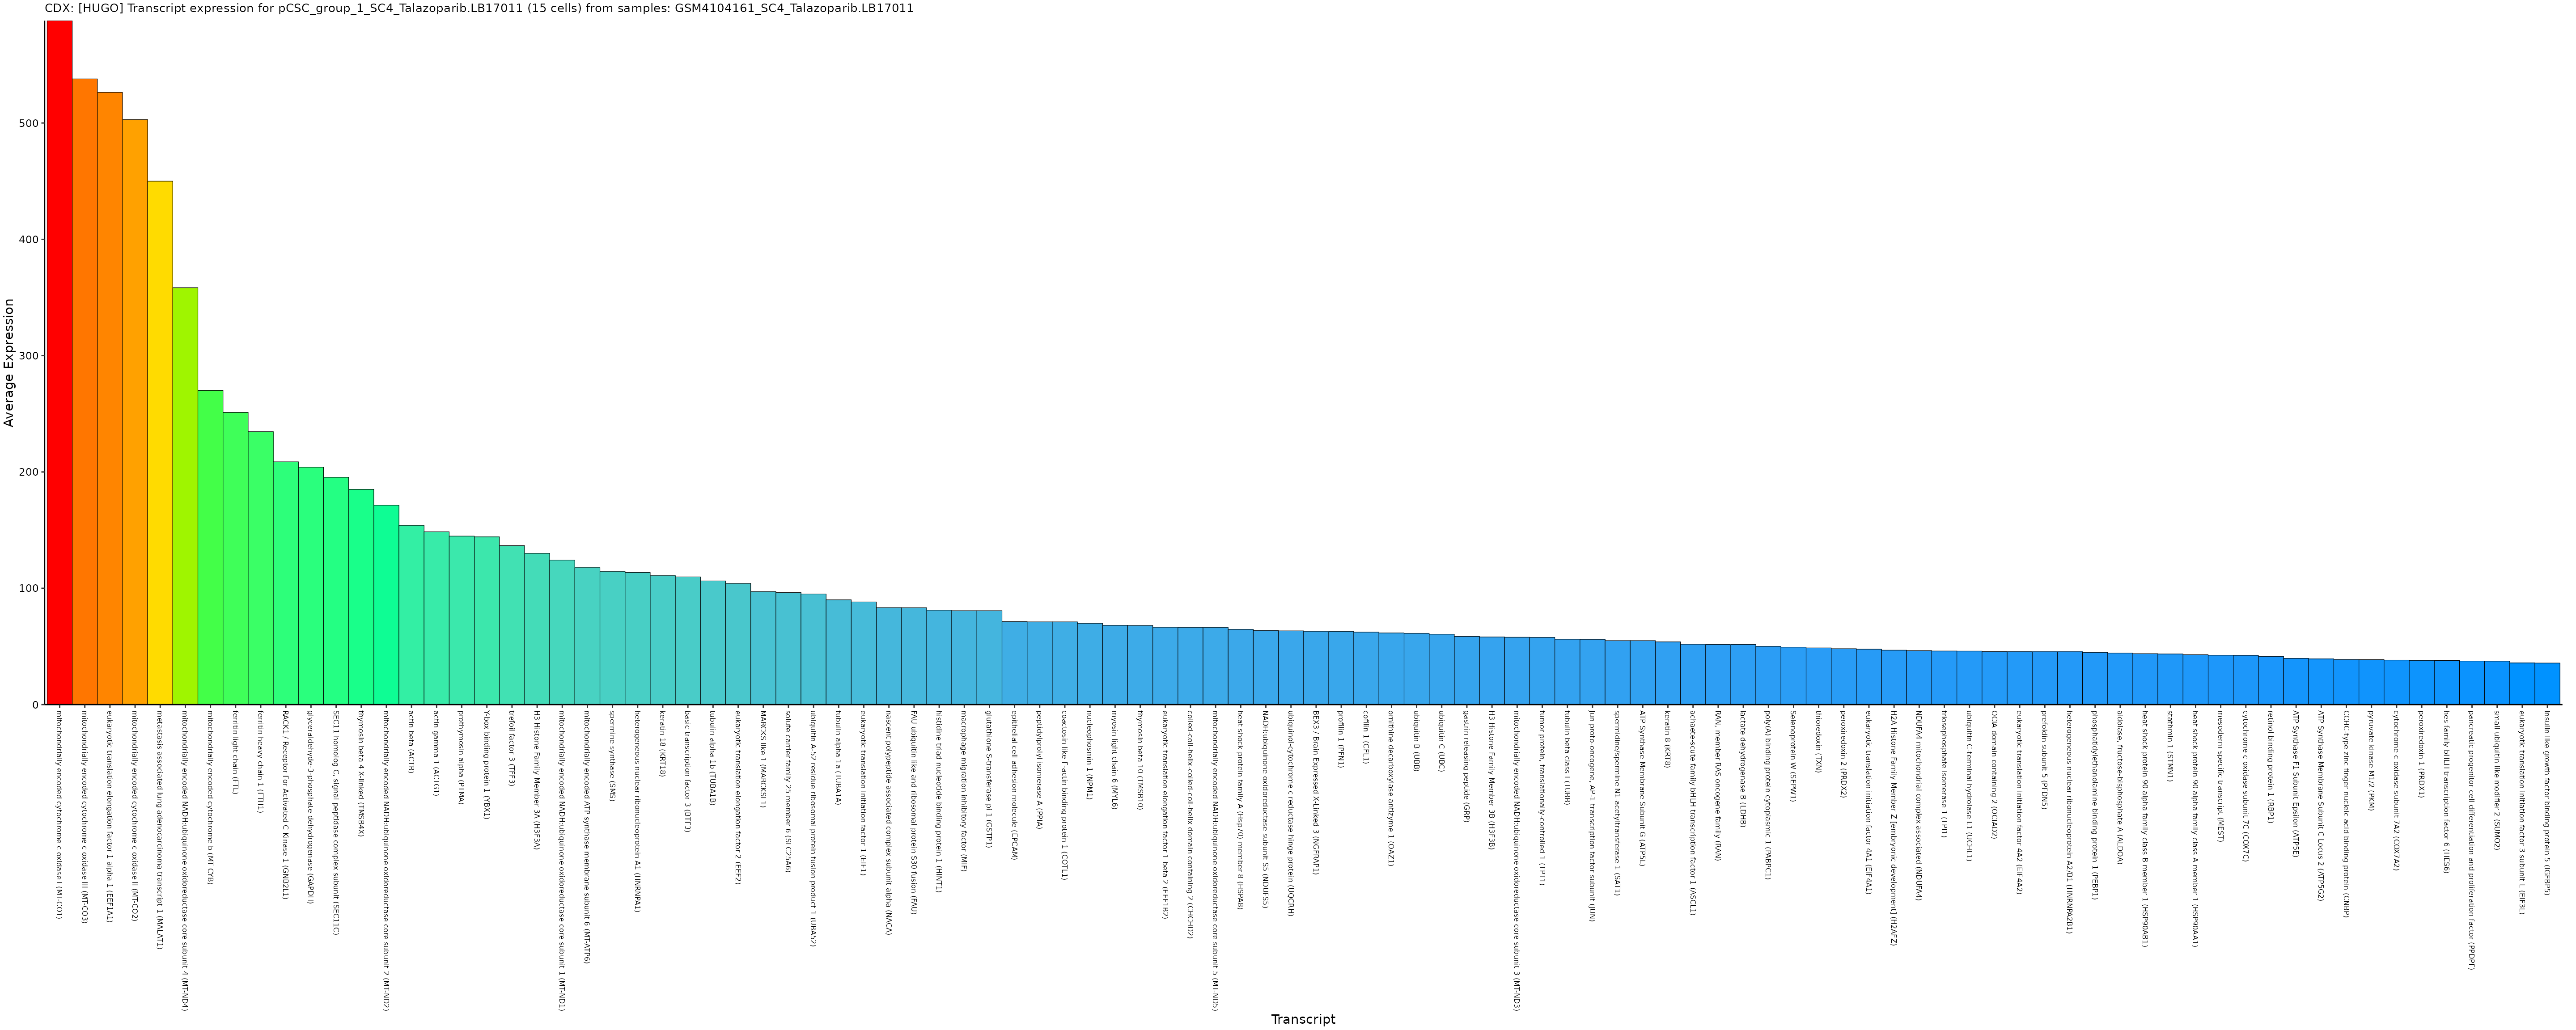 CDX: [HUGO] Transcript expression for pCSC_group_1_SC4_Talazoparib.LB17011 (15 cells) from samples: GSM4104161_SC4_Talazoparib.LB17011
Average Expression
500
400
300
200
100
0
mitochondrially encoded cytochrome c oxidase I (MT-CO1)
mitochondrially encoded cytochrome c oxidase III (MT-CO3)
eukaryotic translation elongation factor 1 alpha 1 (EEF1A1)
mitochondrially encoded cytochrome c oxidase II (MT-CO2)
metastasis associated lung adenocarcinoma transcript 1 (MALAT1)
mitochondrially encoded NADH:ubiquinone oxidoreductase core subunit 4 (MT-ND4)
mitochondrially encoded cytochrome b (MT-CYB)
ferritin light chain (FTL)
ferritin heavy chain 1 (FTH1)
RACK1 / Receptor For Activated C Kinase 1 (GNB2L1)
glyceraldehyde-3-phosphate dehydrogenase (GAPDH)
SEC11 homolog C, signal peptidase complex subunit (SEC11C)
thymosin beta 4 X-linked (TMSB4X)
mitochondrially encoded NADH:ubiquinone oxidoreductase core subunit 2 (MT-ND2)
actin beta (ACTB)
actin gamma 1 (ACTG1)
prothymosin alpha (PTMA)
Y-box binding protein 1 (YBX1)
trefoil factor 3 (TFF3)
H3 Histone Family Member 3A (H3F3A)
mitochondrially encoded NADH:ubiquinone oxidoreductase core subunit 1 (MT-ND1)
mitochondrially encoded ATP synthase membrane subunit 6 (MT-ATP6)
spermine synthase (SMS)
heterogeneous nuclear ribonucleoprotein A1 (HNRNPA1)
keratin 18 (KRT18)
basic transcription factor 3 (BTF3)
tubulin alpha 1b (TUBA1B)
eukaryotic translation elongation factor 2 (EEF2)
MARCKS like 1 (MARCKSL1)
solute carrier family 25 member 6 (SLC25A6)
ubiquitin A-52 residue ribosomal protein fusion product 1 (UBA52)
tubulin alpha 1a (TUBA1A)
eukaryotic translation initiation factor 1 (EIF1)
nascent polypeptide associated complex subunit alpha (NACA)
FAU ubiquitin like and ribosomal protein S30 fusion (FAU)
histidine triad nucleotide binding protein 1 (HINT1)
macrophage migration inhibitory factor (MIF)
glutathione S-transferase pi 1 (GSTP1)
epithelial cell adhesion molecule (EPCAM)
peptidylprolyl isomerase A (PPIA)
coactosin like F-actin binding protein 1 (COTL1)
nucleophosmin 1 (NPM1)
myosin light chain 6 (MYL6)
thymosin beta 10 (TMSB10)
eukaryotic translation elongation factor 1 beta 2 (EEF1B2)
coiled-coil-helix-coiled-coil-helix domain containing 2 (CHCHD2)
mitochondrially encoded NADH:ubiquinone oxidoreductase core subunit 5 (MT-ND5)
heat shock protein family A (Hsp70) member 8 (HSPA8)
NADH:ubiquinone oxidoreductase subunit S5 (NDUFS5)
ubiquinol-cytochrome c reductase hinge protein (UQCRH)
BEX3 / Brain Expressed X-Linked 3 (NGFRAP1)
profilin 1 (PFN1)
cofilin 1 (CFL1)
ornithine decarboxylase antizyme 1 (OAZ1)
ubiquitin B (UBB)
ubiquitin C (UBC)
gastrin releasing peptide (GRP)
H3 Histone Family Member 3B (H3F3B)
mitochondrially encoded NADH:ubiquinone oxidoreductase core subunit 3 (MT-ND3)
tumor protein, translationally-controlled 1 (TPT1)
tubulin beta class I (TUBB)
Jun proto-oncogene, AP-1 transcription factor subunit (JUN)
spermidine/spermine N1-acetyltransferase 1 (SAT1)
ATP Synthase Membrane Subunit G (ATP5L)
keratin 8 (KRT8)
achaete-scute family bHLH transcription factor 1 (ASCL1)
RAN, member RAS oncogene family (RAN)
lactate dehydrogenase B (LDHB)
poly(A) binding protein cytoplasmic 1 (PABPC1)
Selenoprotein W (SEPW1)
thioredoxin (TXN)
peroxiredoxin 2 (PRDX2)
eukaryotic translation initiation factor 4A1 (EIF4A1)
H2A Histone Family Member Z [embryonic development] (H2AFZ)
NDUFA4 mitochondrial complex associated (NDUFA4)
triosephosphate isomerase 1 (TPI1)
ubiquitin C-terminal hydrolase L1 (UCHL1)
OCIA domain containing 2 (OCIAD2)
eukaryotic translation initiation factor 4A2 (EIF4A2)
prefoldin subunit 5 (PFDN5)
heterogeneous nuclear ribonucleoprotein A2/B1 (HNRNPA2B1)
phosphatidylethanolamine binding protein 1 (PEBP1)
aldolase, fructose-bisphosphate A (ALDOA)
heat shock protein 90 alpha family class B member 1 (HSP90AB1)
stathmin 1 (STMN1)
heat shock protein 90 alpha family class A member 1 (HSP90AA1)
mesoderm specific transcript (MEST)
cytochrome c oxidase subunit 7C (COX7C)
retinol binding protein 1 (RBP1)
ATP Synthase F1 Subunit Epsilon (ATP5E)
ATP Synthase Membrane Subunit C Locus 2 (ATP5G2)
CCHC-type zinc finger nucleic acid binding protein (CNBP)
pyruvate kinase M1/2 (PKM)
cytochrome c oxidase subunit 7A2 (COX7A2)
peroxiredoxin 1 (PRDX1)
hes family bHLH transcription factor 6 (HES6)
pancreatic progenitor cell differentiation and proliferation factor (PPDPF)
small ubiquitin like modifier 2 (SUMO2)
eukaryotic translation initiation factor 3 subunit L (EIF3L)
insulin like growth factor binding protein 5 (IGFBP5)
Transcript